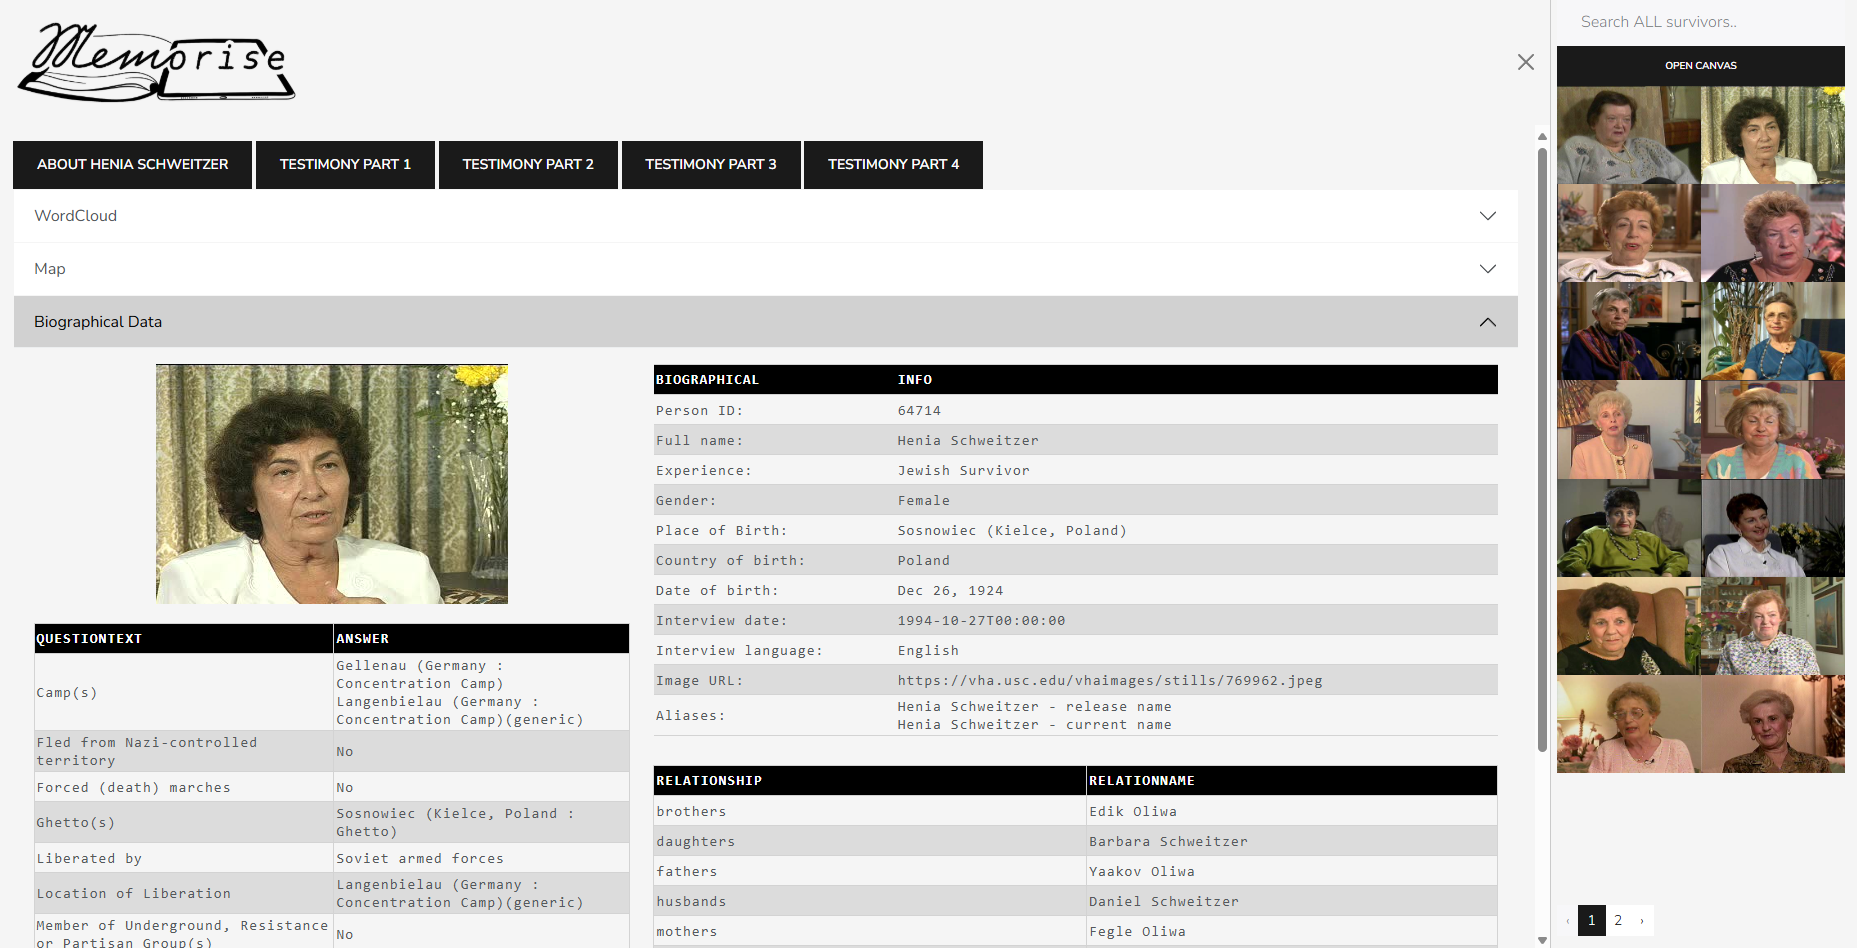 Memorise
Search ALL survivors..
OPEN CANVAS
ABOUT HENIA SCHWEITZER
TESTIMONY PART 1
TESTIMONY PART 2
TESTIMONY PART 3
TESTIMONY PART 4
WordCloud
Map
Biographical Data
QUESTIONTEXT ANSWER
Camp(s)
Gellenau (Germany :
Concentration Camp)
Langenbielau (Germany :
Concentration Camp)(generic)
Fled from Nazi-controlled
territory
No
Forced (death) marches No
Ghetto(s)
Sosnowiec (Kielce, Poland :
Ghetto)
Liberated by Soviet armed forces
Location of Liberation
Langenbielau (Germany :
Concentration Camp)(generic)
Member of Underground, Resistance
or Partisan Group(s)
No
BIOGRAPHICAL INFO
Person ID: 64714
Full name: Henia Schweitzer
Experience: Jewish Survivor
Gender: Female
Place of Birth: Sosnowiec (Kielce, Poland)
Country of birth: Poland
Date of birth: Dec 26, 1924
Interview date: 1994-10-27T00:00:00
Interview language: English
Image URL: https://vha.usc.edu/vhaimages/stills/769962.jpeg
Aliases:
Henia Schweitzer - release name
Henia Schweitzer - current name
RELATIONSHIP RELATIONNAME
brothers Edik Oliwa
daughters Barbara Schweitzer
fathers Yaakov Oliwa
husbands Daniel Schweitzer
mothers Fegle Oliwa
‹ 1 2 ›